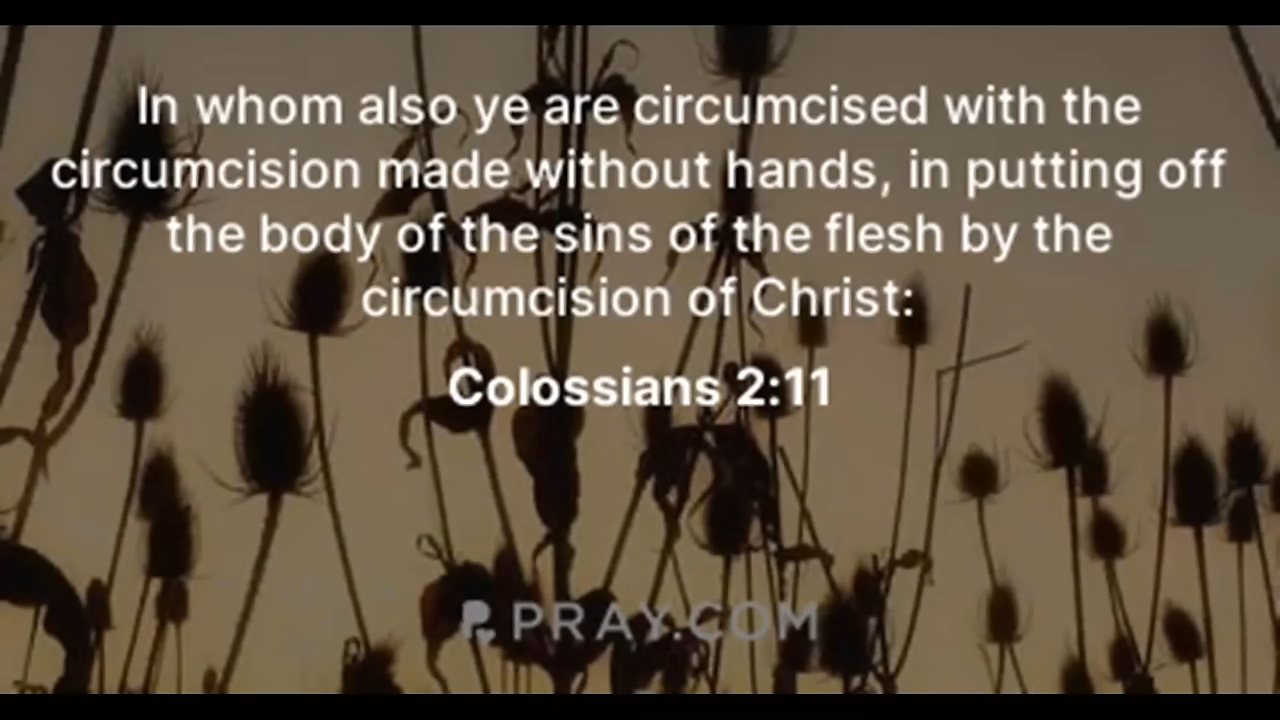 In whom also ye are circumcised with the
circumcision made without hands, in putting off
the body of the sins of the flesh by the
circumcision of Christ:
Colossians 2:11
PRAY.COM